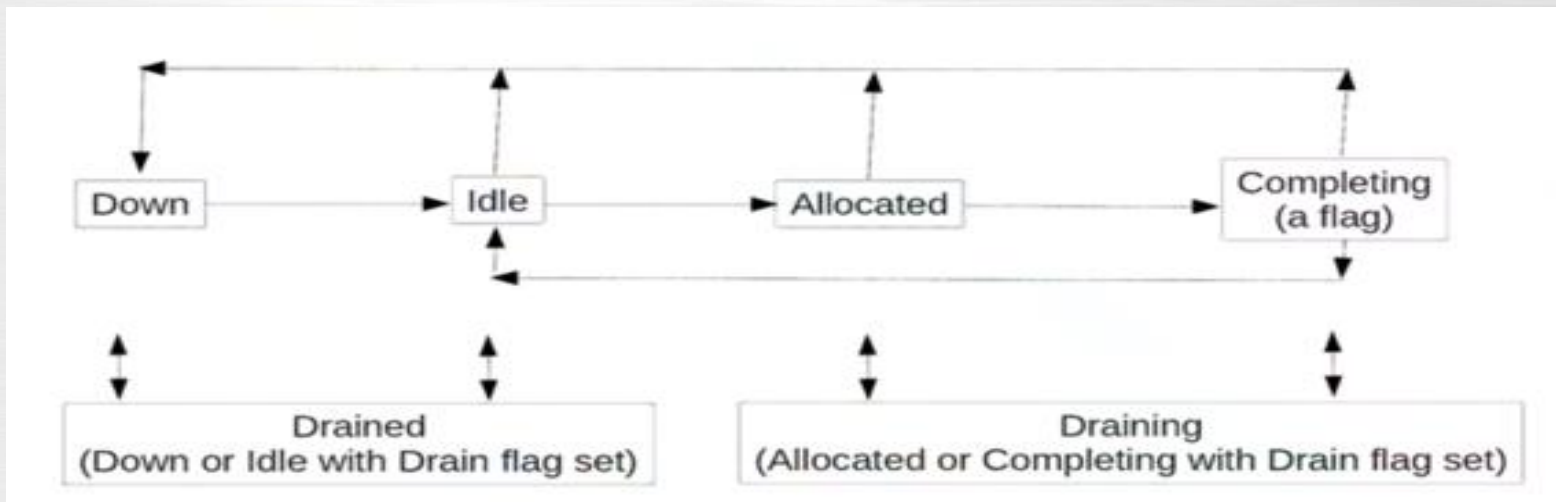 Down
Idle
Allocated
Completing
(a flag)
Drained
(Down or Idle with Drain flag set)
Draining
(Allocated or Completing with Drain flag set)